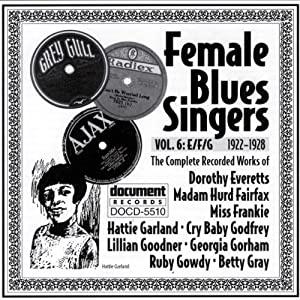 GREY GULL
Radiex
AJAX
Female
Blues
Singers
VOL. 6: E/F/G 1922-1928
The Complete Recorded Works of
Dorothy Everetts
Madam Hurd Fairfax
Miss Frankie
Hattie Garland · Cry Baby Godfrey
Lillian Goodner · Georgia Gorham
Ruby Gowdy · Betty Gray
document
RECORDS
DOCD-5510
Hattie Garland